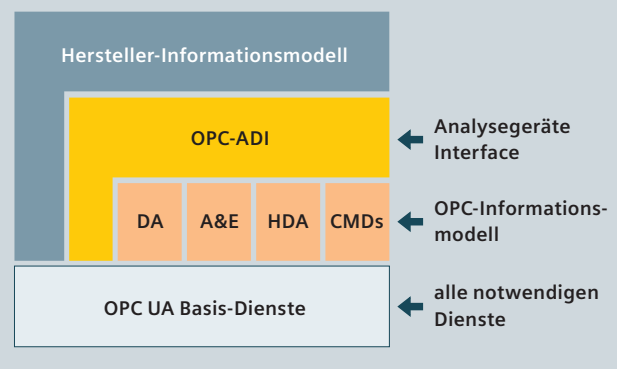 Hersteller-Informationsmodell
OPC-ADI
Analysegeräte
Interface
DA
A&E
HDA
CMDs
OPC-Informations-
modell
OPC UA Basis-Dienste
alle notwendigen
Dienste